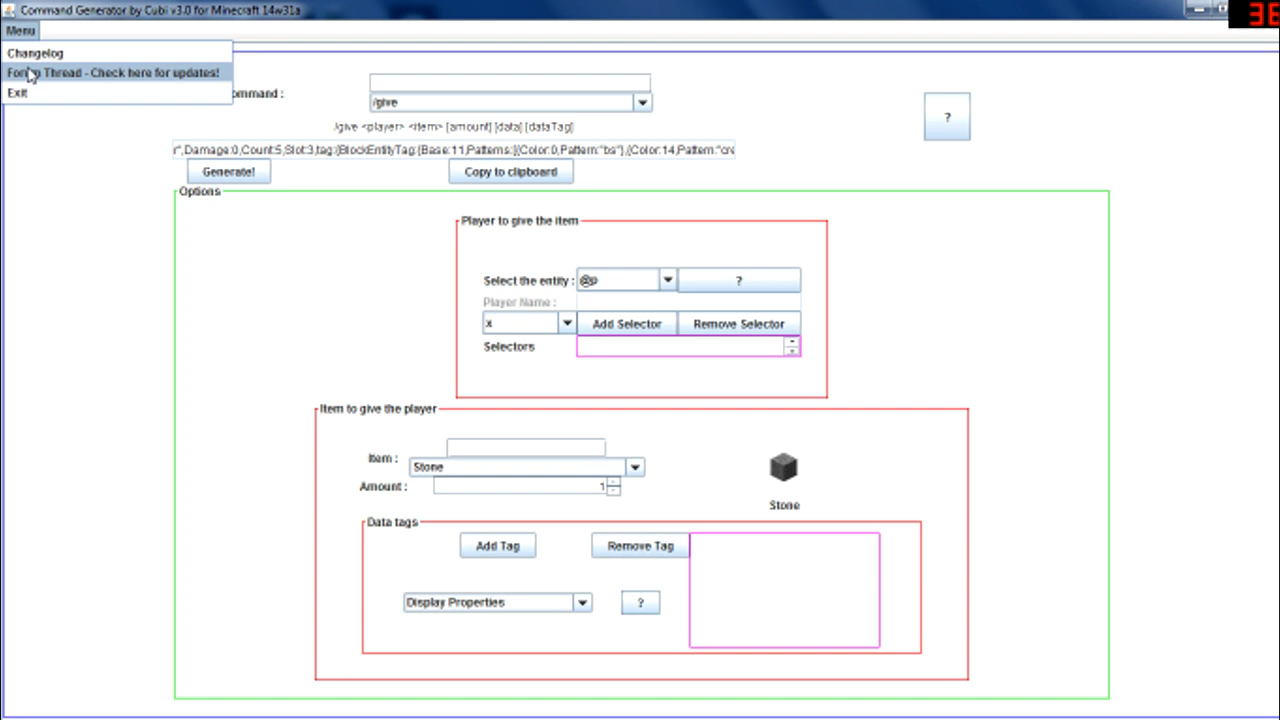 Command Generator by Cubi v3.0 for Minecraft 14w31a
36
Menu
Changelog
Thread - Check here for updates!
Exit
ommand :
/give
?
/give <player> <item> [amount] [data] [dataTag]
r",Damage:0,Count:5,Slot:3,tag:{BlockEntityTag:{Base:11,Patterns:[{Color:0,Pattern:"bs"},{Color:14,Pattern:"cre
Generate!
Copy to clipboard
Options
Player to give the item
Select the entity :
@p
?
Player Name :
x
Add Selector
Remove Selector
Selectors
Item to give the player
Item :
Stone
Amount :
1
Stone
Data tags
Add Tag
Remove Tag
Display Properties
?